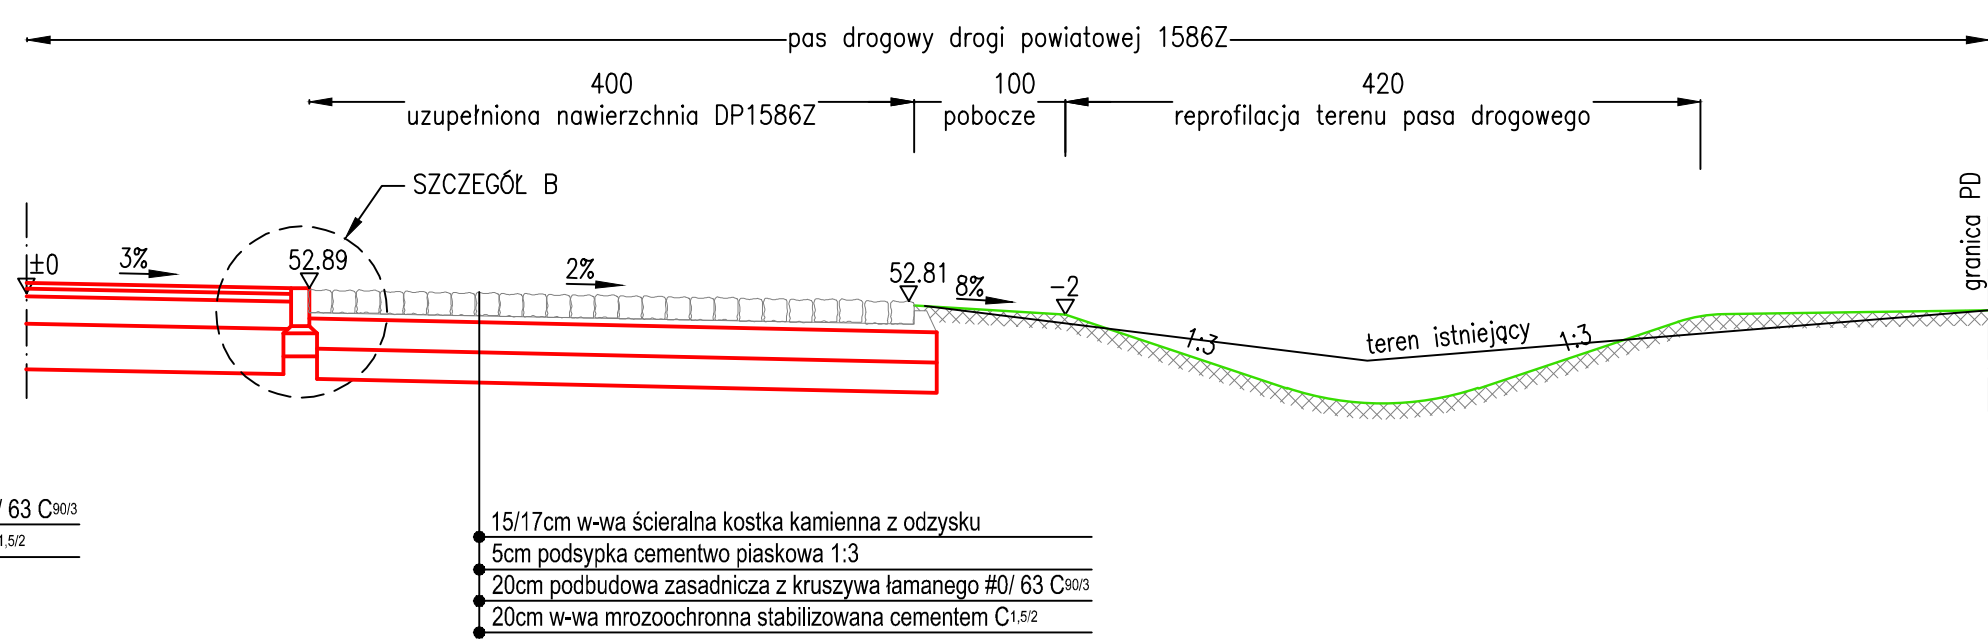 pas drogowy drogi powiatowej 1586Z
400
100
420
uzupełniona nawierzchnia DP1586Z
pobocze
reprofilacja terenu pasa drogowego
SZCZEGÓŁ B
granica PD
±0
3%
52.89
2%
52.81
8%
-2
1:3
teren istniejący
1:3
/ 63 C90/3
1,5/2
15/17cm w-wa ścieralna kostka kamienna z odzysku
5cm podsypka cementwo piaskowa 1:3
20cm podbudowa zasadnicza z kruszywa łamanego #0/ 63 C90/3
20cm w-wa mrozoochronna stabilizowana cementem C1,5/2